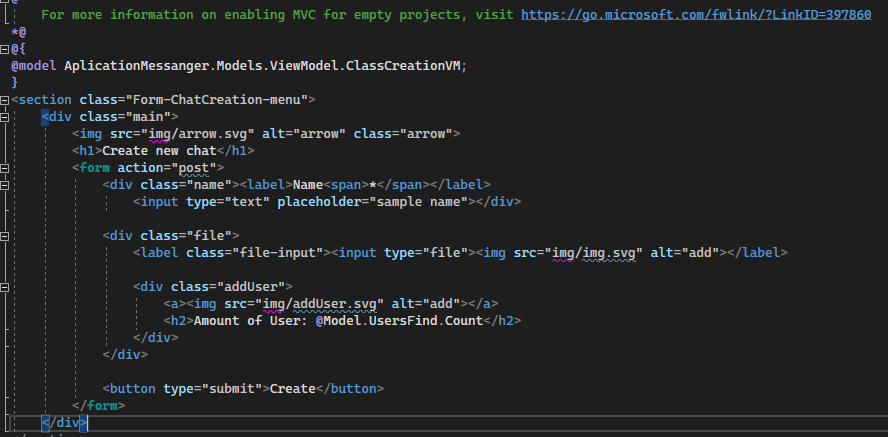 For more information on enabling MVC for empty projects, visit https://go.microsoft.com/fwlink/?LinkID=397860
*@
@{
@model AplicationMessanger.Models.ViewModel.ClassCreationVM;
}
<section class="Form-ChatCreation-menu">
<div class="main">
<img src="img/arrow.svg" alt="arrow" class="arrow">
<h1>Create new chat</h1>
<form action="post">
<div class="name"><label>Name<span>*</span></label>
<input type="text" placeholder="sample name"></div>
<div class="file">
<label class="file-input"><input type="file"><img src="img/img.svg" alt="add"></label>
<div class="addUser">
<a><img src="img/addUser.svg" alt="add"></a>
<h2>Amount of User: @Model.UsersFind.Count</h2>
</div>
</div>
<button type="submit">Create</button>
</form>
</div>